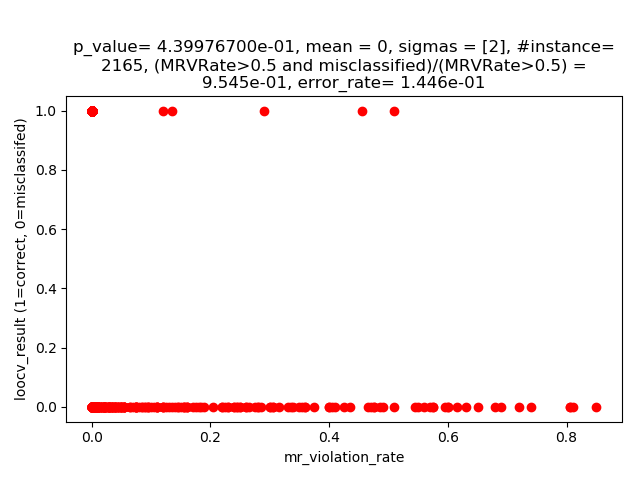 p_value= 4.39976700e-01, mean = 0, sigmas = [2], #instance=
2165, (MRVRate>0.5 and misclassified)/(MRVRate>0.5) =
9.545e-01, error_rate= 1.446e-01
1.0
0.8
0.6
0.4
0.2
0.0
loocv_result (1=correct, 0=misclassifed)
0.0 0.2 0.4 0.6 0.8
mr_violation_rate